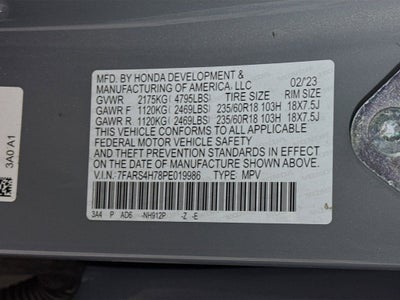 MFD. BY HONDA DEVELOPMENT &
MANUFACTURING OF AMERICA, LLC 02/'23
GVWR 2175KG( 4795LBS) TIRE SIZE RIM SIZE
GAWR F 1120KG( 2469LBS) 235/60R18 103H 18X7.5J
GAWR R 1120KG( 2469LBS) 235/60R18 103H 18X7.5J
THIS VEHICLE CONFORMS TO ALL APPLICABLE
FEDERAL MOTOR VEHICLE SAFETY
AND THEFT PREVENTION STANDARDS IN EFFECT
ON THE DATE OF MANUFACTURE SHOWN ABOVE.
V.I.N.: 7FARS4H78PE019986 TYPE MPV
3A4 P AD6 -NH912P -Z -E
3A0 A1